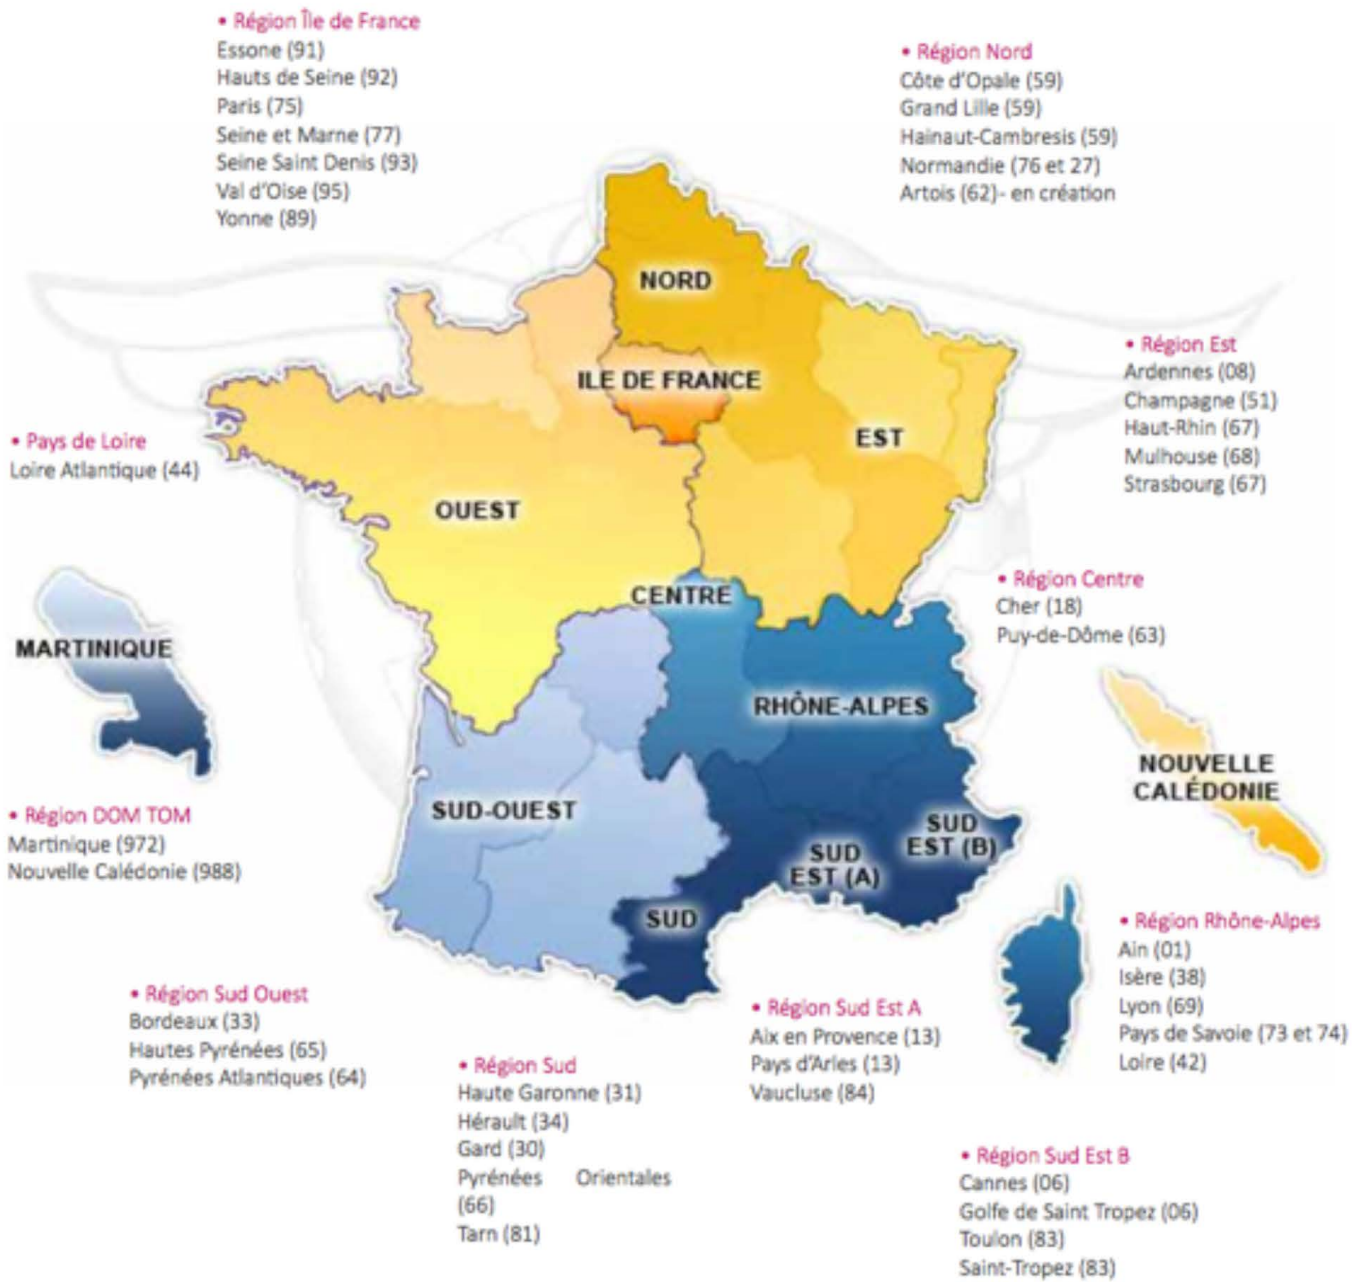 • Région Île de France
Essone (91)
Hauts de Seine (92)
Paris (75)
Seine et Marne (77)
Seine Saint Denis (93)
Val d'Oise (95)
Yonne (89)
• Région Nord
Côte d'Opale (59)
Grand Lille (59)
Hainaut-Cambresis (59)
Normandie (76 et 27)
Artois (62)- en création
NORD
ILE DE FRANCE
EST
OUEST
CENTRE
RHÔNE-ALPES
SUD-OUEST
SUD
EST (B)
SUD
EST (A)
SUD
• Région Est
Ardennes (08)
Champagne (51)
Haut-Rhin (67)
Mulhouse (68)
Strasbourg (67)
• Pays de Loire
Loire Atlantique (44)
• Région Centre
Cher (18)
Puy-de-Dôme (63)
MARTINIQUE
NOUVELLE
CALÉDONIE
• Région DOM TOM
Martinique (972)
Nouvelle Calédonie (988)
• Région Rhône-Alpes
Ain (01)
Isère (38)
Lyon (69)
Pays de Savoie (73 et 74)
Loire (42)
• Région Sud Ouest
Bordeaux (33)
Hautes Pyrénées (65)
Pyrénées Atlantiques (64)
• Région Sud
Haute Garonne (31)
Hérault (34)
Gard (30)
Pyrénées Orientales
(66)
Tarn (81)
• Région Sud Est A
Aix en Provence (13)
Pays d'Arles (13)
Vaucluse (84)
• Région Sud Est B
Cannes (06)
Golfe de Saint Tropez (06)
Toulon (83)
Saint-Tropez (83)